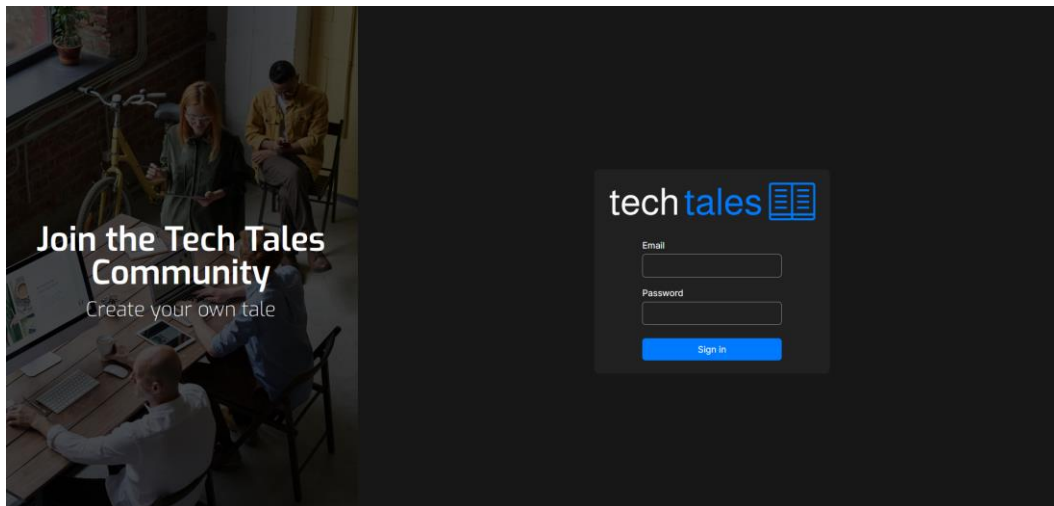 Join the Tech Tales
Community
Create your own tale
tech tales
Email
Password
Sign in